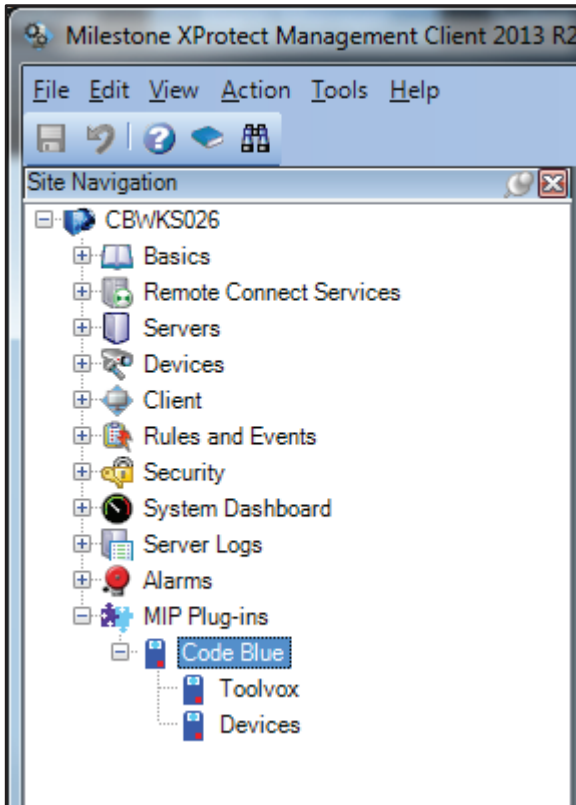 Milestone XProtect Management Client 2013 R2
File Edit View Action Tools Help
Site Navigation
CBWKS026
Basics
Remote Connect Services
Servers
Devices
Client
Rules and Events
Security
System Dashboard
Server Logs
Alarms
MIP Plug-ins
Code Blue
Toolvox
Devices